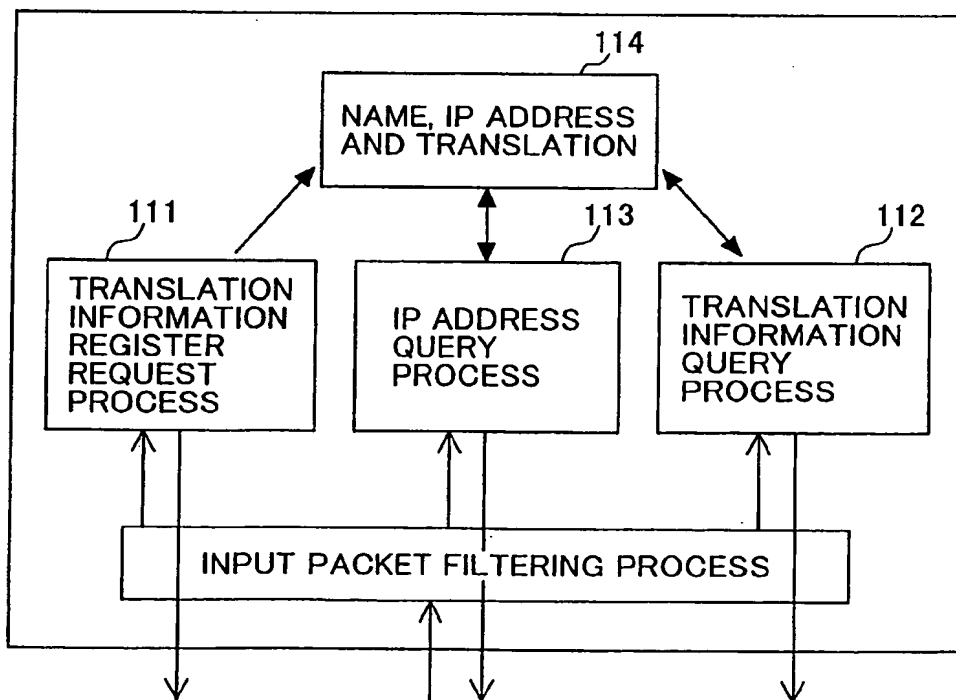 114
NAME, IP ADDRESS
AND TRANSLATION
111
TRANSLATION
INFORMATION
REGISTER
REQUEST
PROCESS
113
IP ADDRESS
QUERY
PROCESS
112
TRANSLATION
INFORMATION
QUERY
PROCESS
INPUT PACKET FILTERING PROCESS